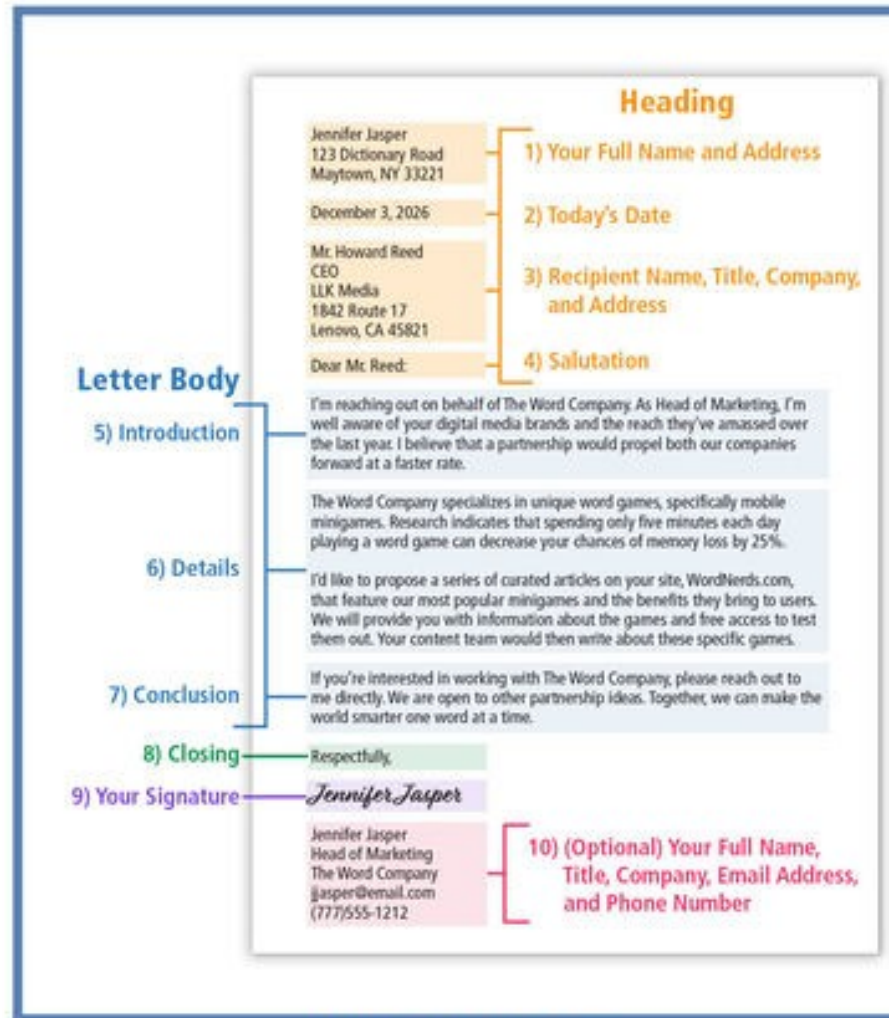 Heading
Jennifer Jasper
123 Dictionary Road
Maytown, NY 33221
1) Your Full Name and Address
December 3, 2026
2) Today's Date
Mr. Howard Reed
CEO
LLK Media
1842 Route 17
Lenovo, CA 45821
3) Recipient Name, Title, Company,
and Address
Dear Mr. Reed:
4) Salutation
Letter Body
5) Introduction
I'm reaching out on behalf of The Word Company. As Head of Marketing, I'm
well aware of your digital media brands and the reach they've amassed over
the last year. I believe that a partnership would propel both our companies
forward at a faster rate.
6) Details
The Word Company specializes in unique word games, specifically mobile
minigames. Research indicates that spending only five minutes each day
playing a word game can decrease your chances of memory loss by 25%.
I'd like to propose a series of curated articles on your site, WordNerds.com,
that feature our most popular minigames and the benefits they bring to users.
We will provide you with information about the games and free access to test
them out. Your content team would then write about these specific games.
7) Conclusion
If you're interested in working with The Word Company, please reach out to
me directly. We are open to other partnership ideas. Together, we can make the
world smarter one word at a time.
8) Closing
Respectfully,
9) Your Signature
Jennifer Jasper
Jennifer Jasper
Head of Marketing
The Word Company
jjasper@email.com
(777)555-1212
10) (Optional) Your Full Name,
Title, Company, Email Address,
and Phone Number